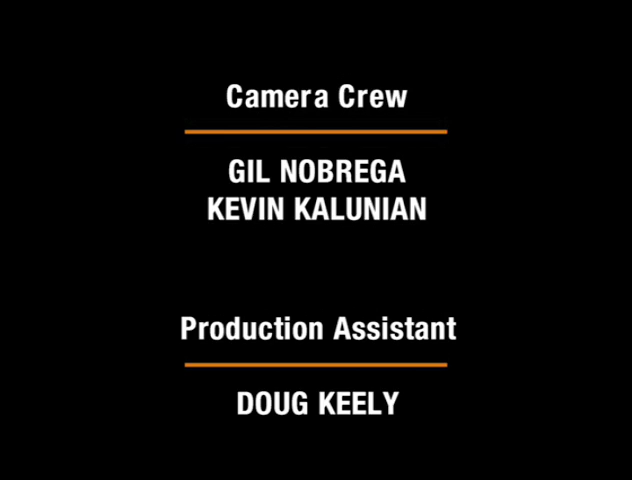 Camera Crew
GIL NOBREGA
KEVIN KALUNIAN
Production Assistant
DOUG KEELY